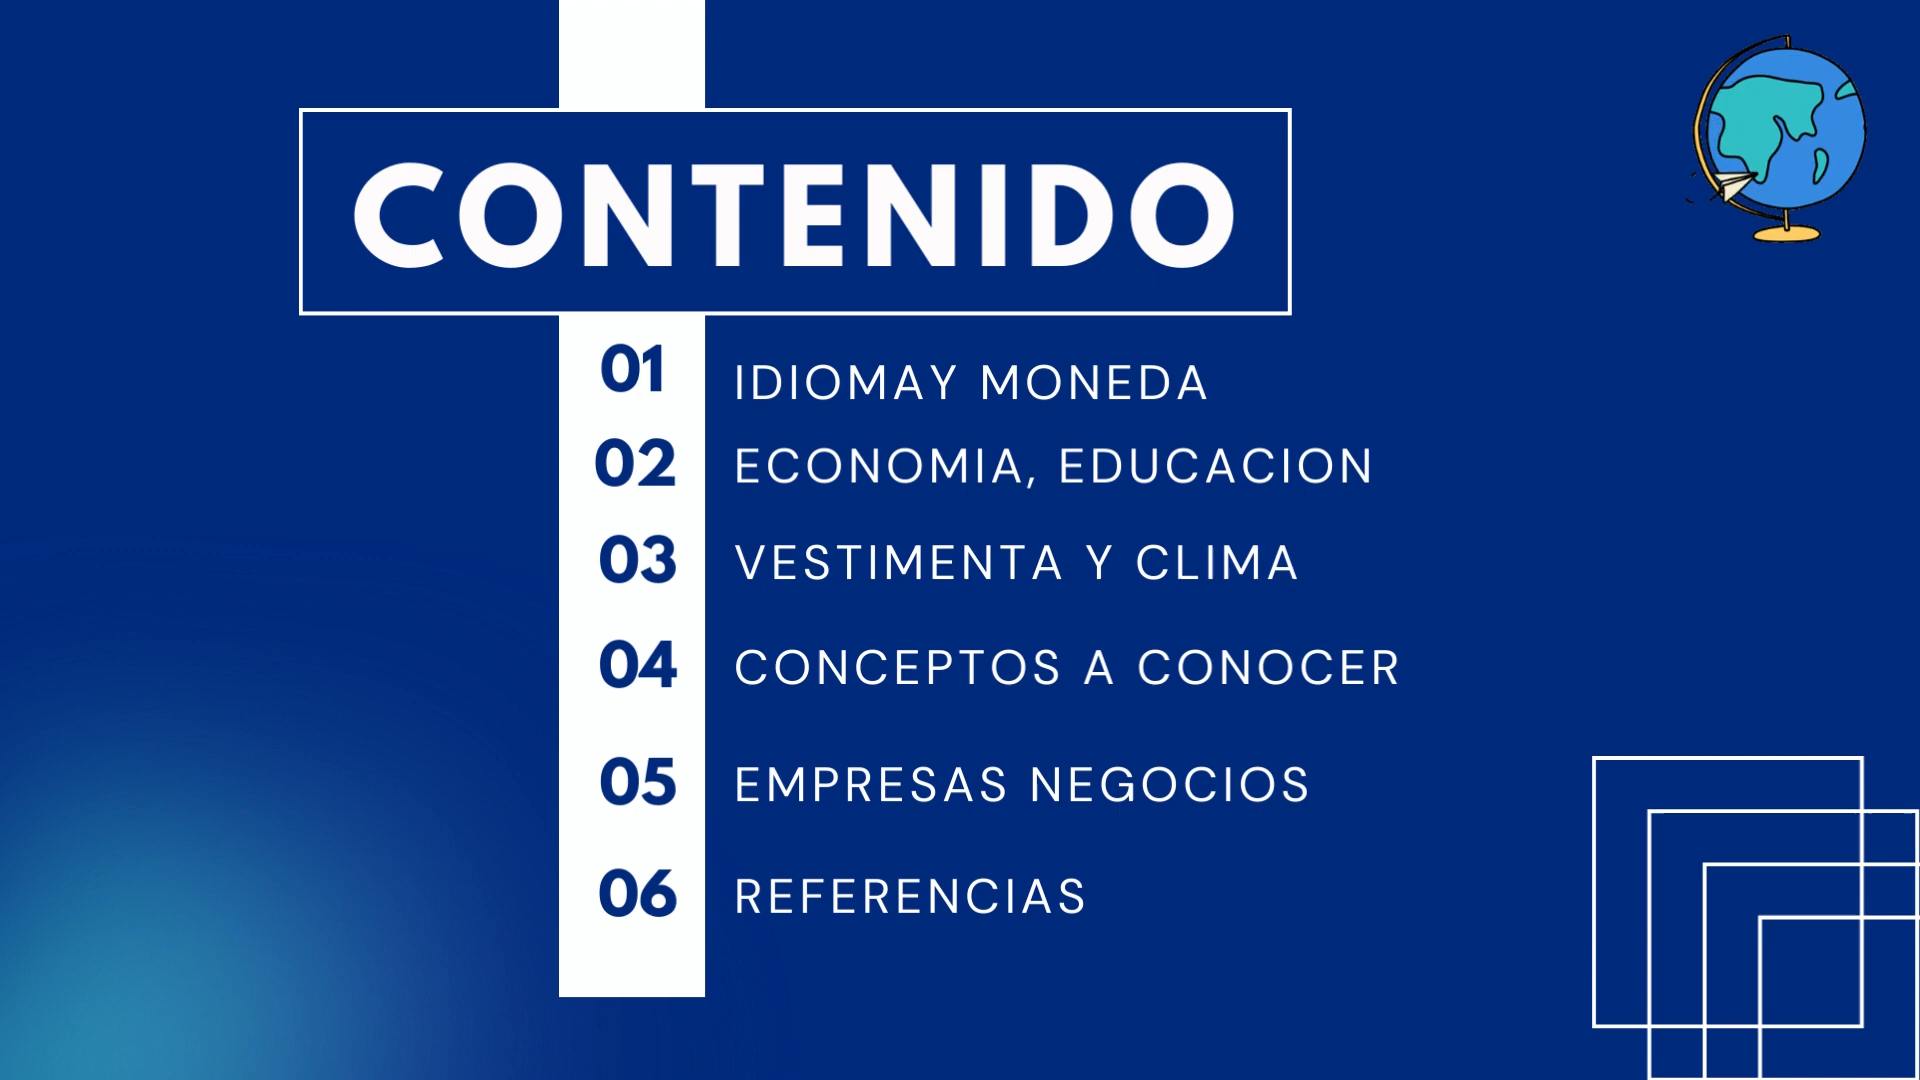 CONTENIDO
01 IDIOMAY MONEDA
02 ECONOMIA, EDUCACION
03 VESTIMENTA Y CLIMA
04 CONCEPTOS A CONOCER
05 EMPRESAS NEGOCIOS
06 REFERENCIAS